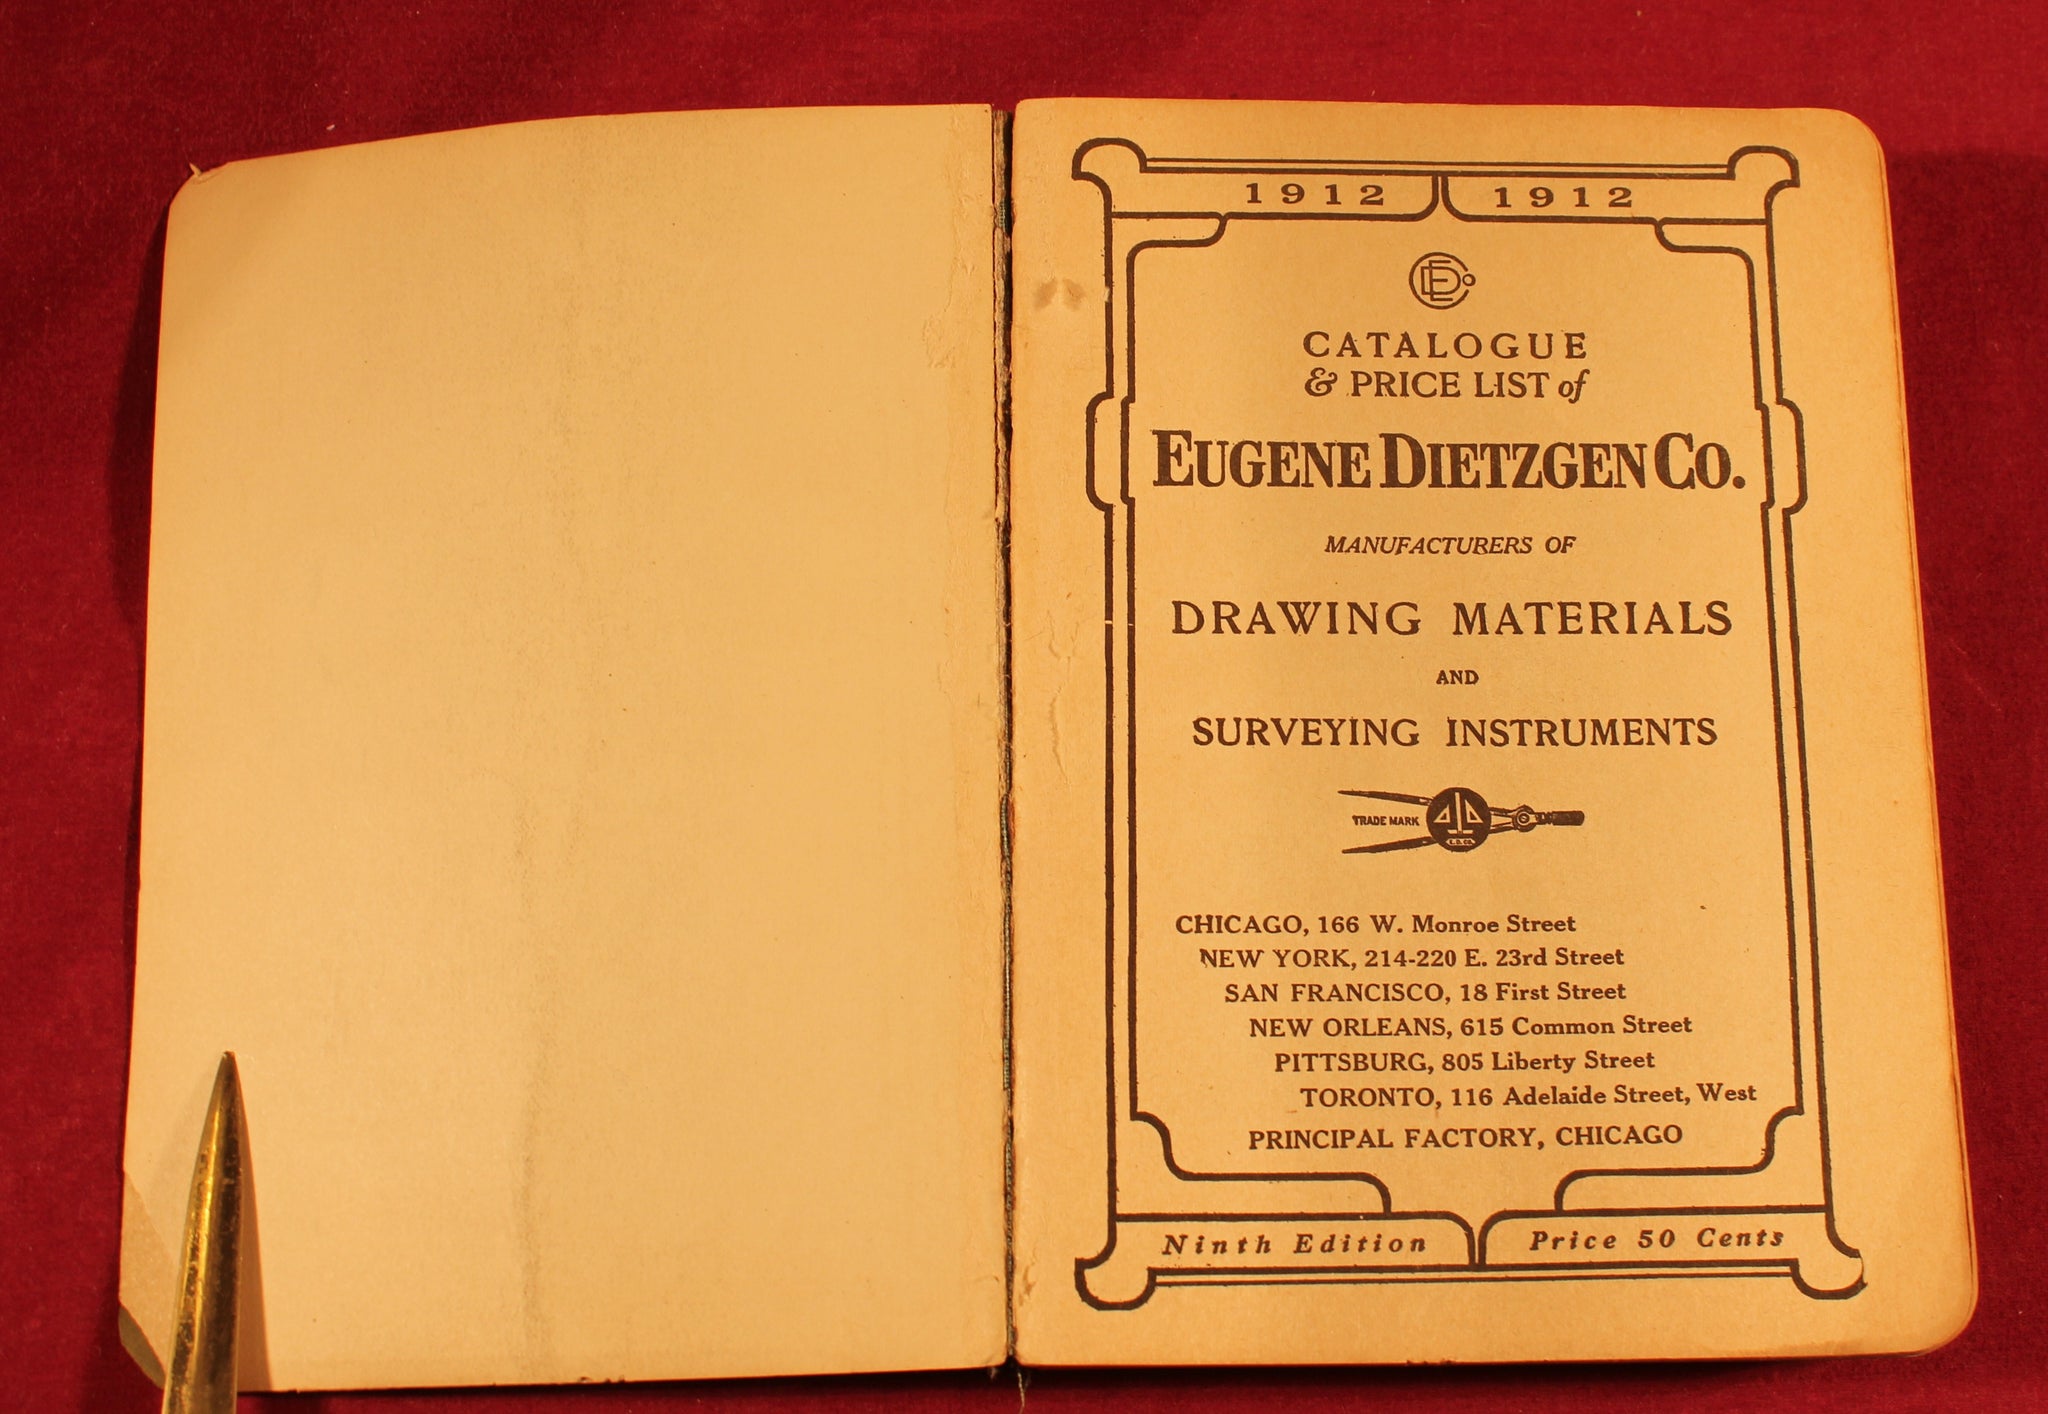 1912 1912
CATALOGUE
& PRICE LIST of
EUGENE DIETZGEN CO.
MANUFACTURERS OF
DRAWING MATERIALS
AND
SURVEYING INSTRUMENTS
TRADE MARK
E. D. CO.
CHICAGO, 166 W. Monroe Street
NEW YORK, 214-220 E. 23rd Street
SAN FRANCISCO, 18 First Street
NEW ORLEANS, 615 Common Street
PITTSBURG, 805 Liberty Street
TORONTO, 116 Adelaide Street, West
PRINCIPAL FACTORY, CHICAGO
Ninth Edition Price 50 Cents